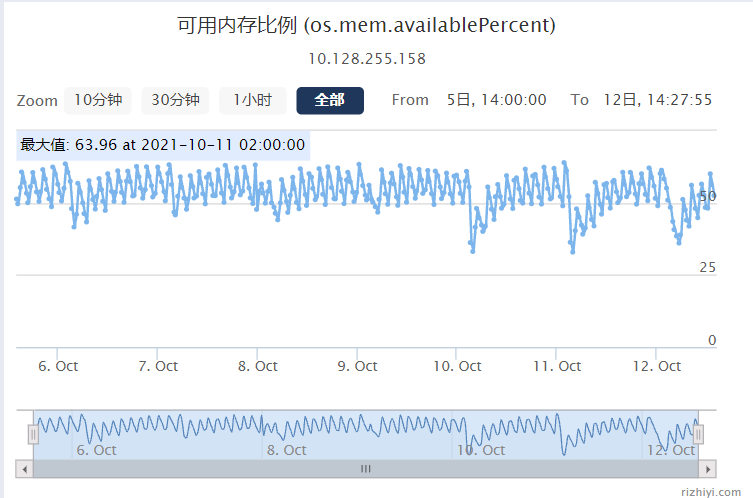 可用内存比例 (os.mem.availablePercent)
10.128.255.158
Zoom 10分钟 30分钟 1小时 全部 From 5日, 14:00:00 To 12日, 14:27:55
最大值: 63.96 at 2021-10-11 02:00:00
50
25
0
6. Oct 7. Oct 8. Oct 9. Oct 10. Oct 11. Oct 12. Oct
6. Oct 8. Oct 10. Oct 12. Oct
rizhiyi.com